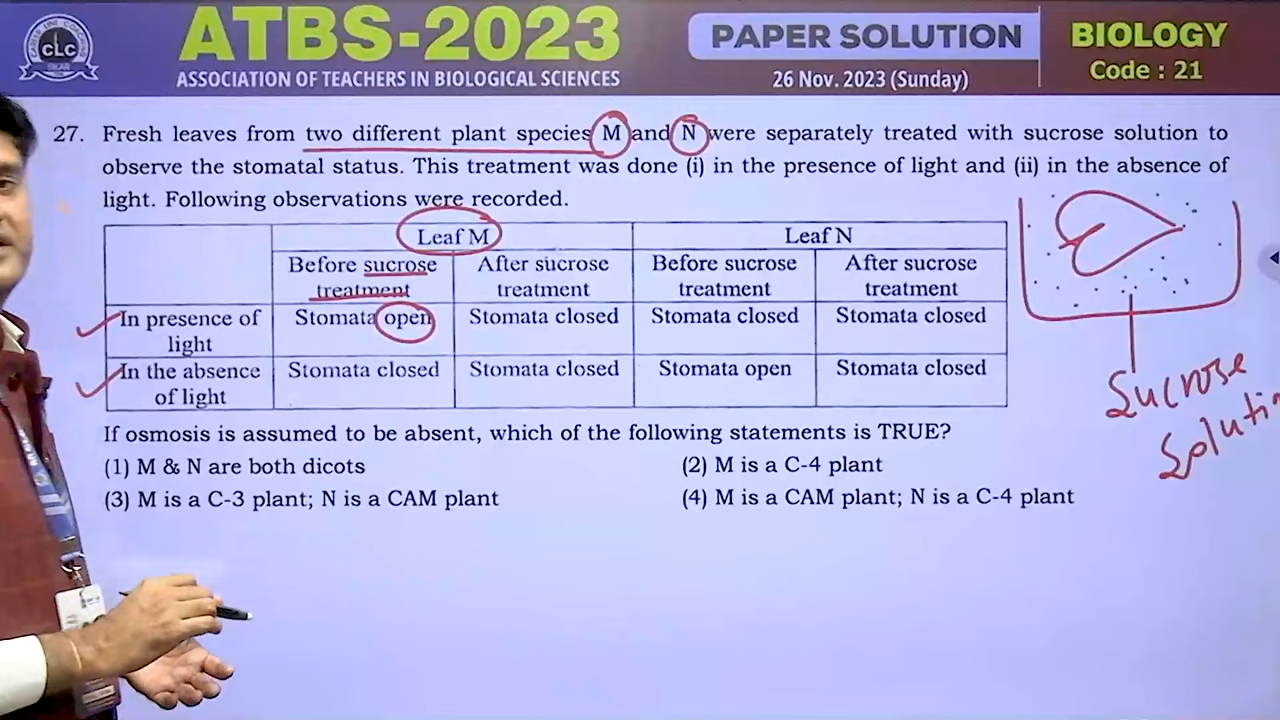 CLC
SIKAR
ATBS-2023
ASSOCIATION OF TEACHERS IN BIOLOGICAL SCIENCES
PAPER SOLUTION
26 Nov. 2023 (Sunday)
BIOLOGY
Code : 21
27. Fresh leaves from two different plant species M and N were separately treated with sucrose solution to
observe the stomatal status. This treatment was done (i) in the presence of light and (ii) in the absence of
light. Following observations were recorded.
Leaf M Leaf N
Before sucrose treatment After sucrose treatment Before sucrose treatment After sucrose treatment
In presence of light Stomata open Stomata closed Stomata closed Stomata closed
In the absence of light Stomata closed Stomata closed Stomata open Stomata closed
Sucrose
Soluti
If osmosis is assumed to be absent, which of the following statements is TRUE?
(1) M & N are both dicots (2) M is a C-4 plant
(3) M is a C-3 plant; N is a CAM plant (4) M is a CAM plant; N is a C-4 plant